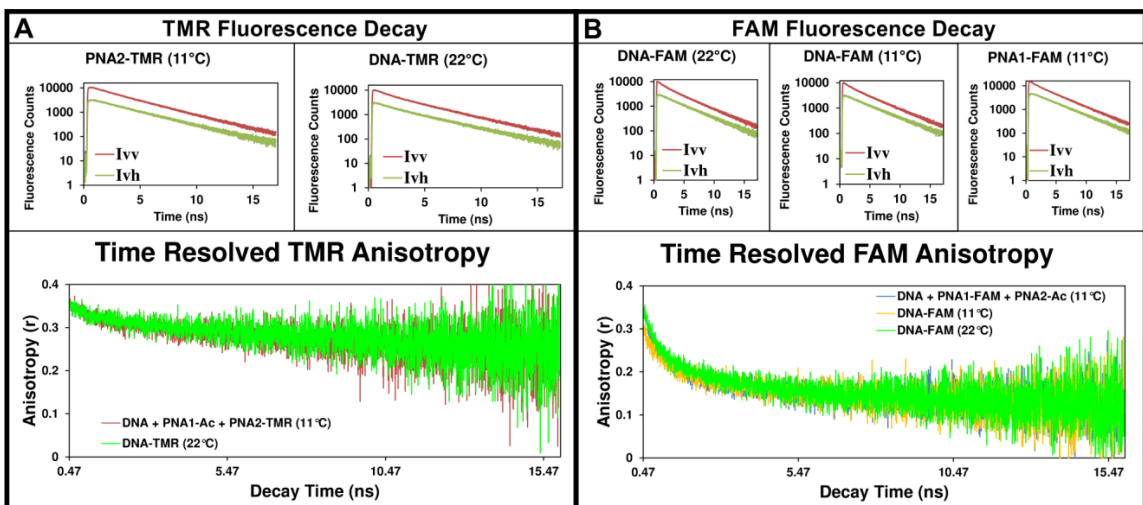 A
TMR Fluorescence Decay
PNA2-TMR (11°C)
Fluorescence Counts
10000
1000
100
10
1
Ivv
Ivh
0
5
10
15
Time (ns)
DNA-TMR (22°C)
Fluorescence Counts
10000
1000
100
10
1
Ivv
Ivh
0
5
10
15
Time (ns)
Time Resolved TMR Anisotropy
Anisotropy (r)
0.4
0.3
0.2
0.1
0
DNA + PNA1-Ac + PNA2-TMR (11°C)
DNA-TMR (22°C)
0.47
5.47
10.47
15.47
Decay Time (ns)
B
FAM Fluorescence Decay
DNA-FAM (22°C)
Fluorescence Counts
10000
1000
100
10
1
Ivv
Ivh
0
5
10
15
Time (ns)
DNA-FAM (11°C)
Fluorescence Counts
10000
1000
100
10
1
Ivv
Ivh
0
5
10
15
Time (ns)
PNA1-FAM (11°C)
Fluorescence Counts
10000
1000
100
10
1
Ivv
Ivh
0
5
10
15
Time (ns)
Time Resolved FAM Anisotropy
Anisotropy (r)
0.4
0.3
0.2
0.1
0
DNA + PNA1-FAM + PNA2-Ac (11°C)
DNA-FAM (11°C)
DNA-FAM (22°C)
0.47
5.47
10.47
15.47
Decay Time (ns)